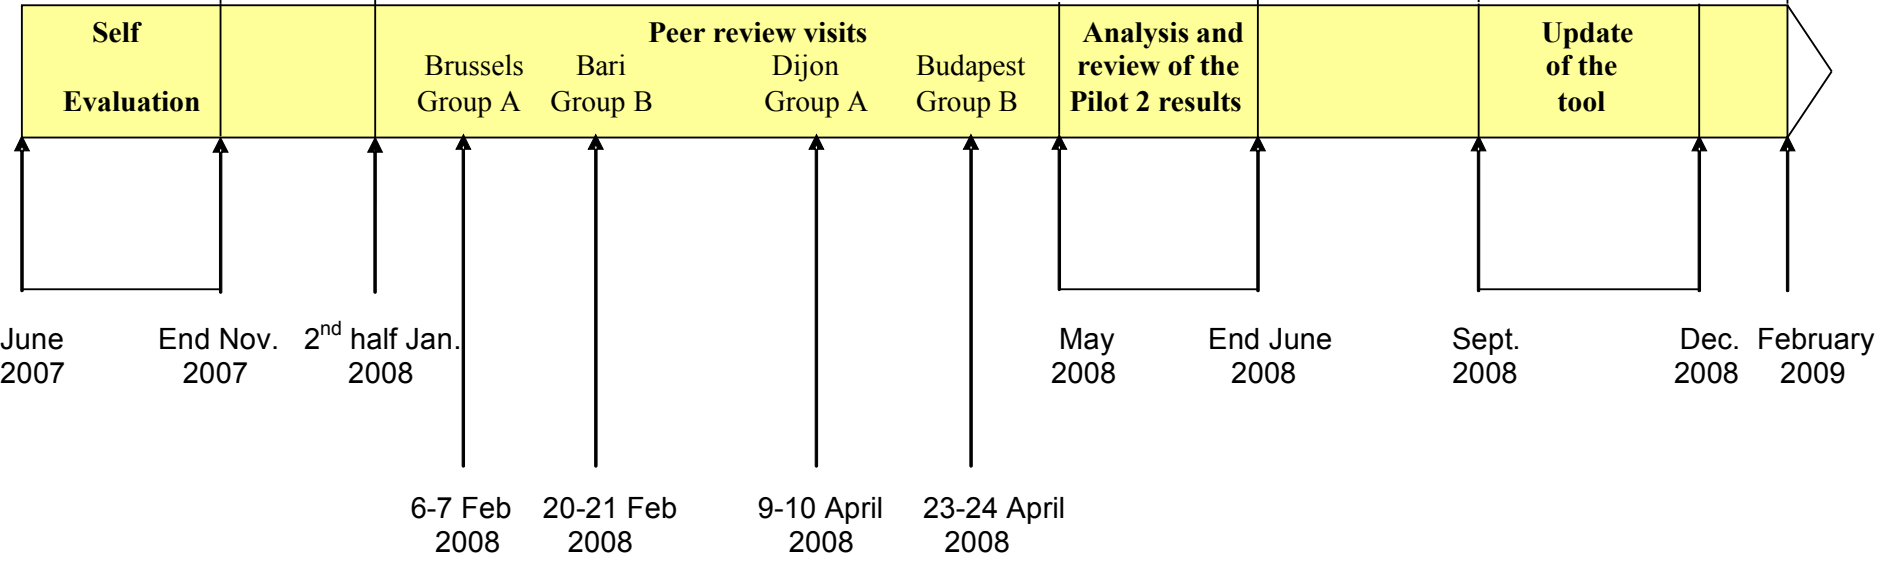 Self
Evaluation
Peer review visits
Brussels
Group A
Bari
Group B
Dijon
Group A
Budapest
Group B
Analysis and
review of the
Pilot 2 results
Update
of the
tool
June
2007
End Nov.
2007
2nd half Jan.
2008
May
2008
End June
2008
Sept.
2008
Dec.
2008
February
2009
6-7 Feb
2008
20-21 Feb
2008
9-10 April
2008
23-24 April
2008